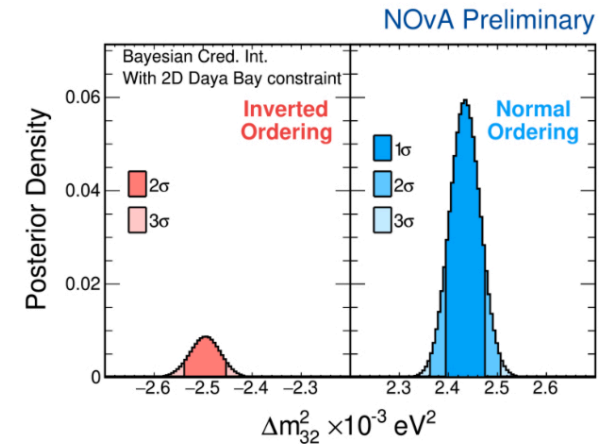 NOνA Preliminary
Bayesian Cred. Int.
With 2D Daya Bay constraint
Inverted
Ordering
Normal
Ordering
1σ
2σ
3σ
2σ
3σ
Posterior Density
0.06
0.04
0.02
0
−2.6 −2.5 −2.4 −2.3 2.3 2.4 2.5 2.6
Δm²₃₂ ×10⁻³ eV²